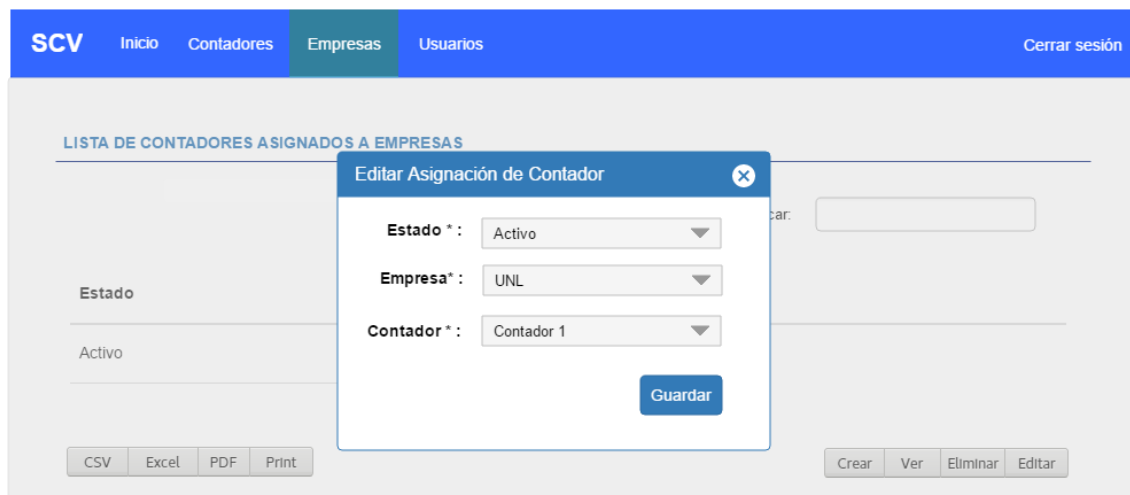 SCV Inicio Contadores Empresas Usuarios Cerrar sesión
LISTA DE CONTADORES ASIGNADOS A EMPRESAS
Editar Asignación de Contador
car:
Estado * : Activo
Empresa* : UNL
Contador * : Contador 1
Guardar
Estado
Activo
CSV Excel PDF Print
Crear Ver Eliminar Editar